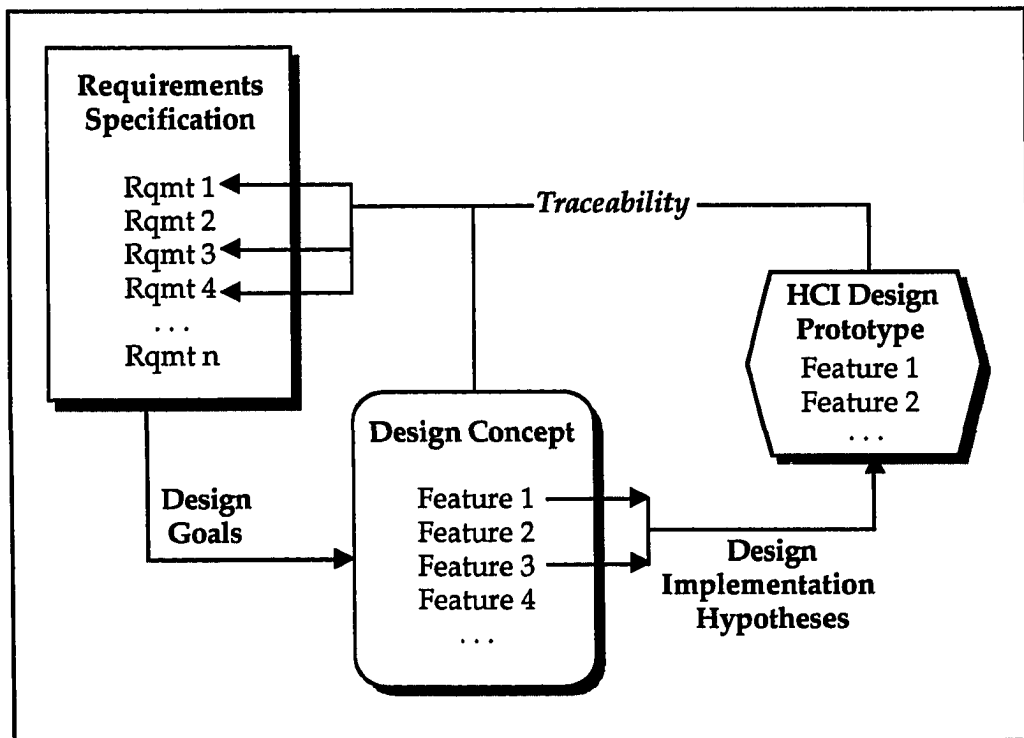 Requirements
Specification
Rqmt 1
Rqmt 2
Rqmt 3
Rqmt 4
. . .
Rqmt n
Traceability
HCI Design
Prototype
Feature 1
Feature 2
. . .
Design
Goals
Design Concept
Feature 1
Feature 2
Feature 3
Feature 4
. . .
Design
Implementation
Hypotheses